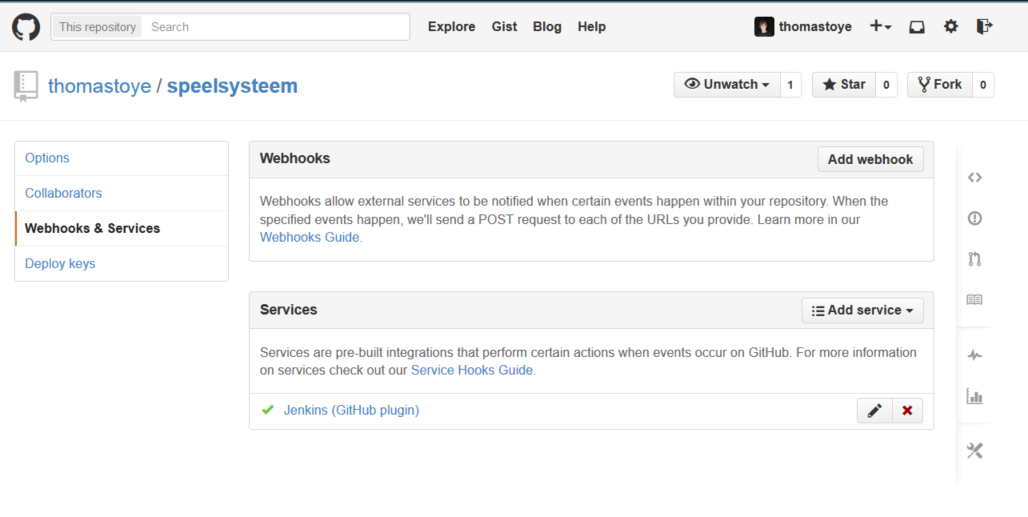 This repository Search Explore Gist Blog Help thomastoye
thomastoye / speelsysteem Unwatch 1 Star 0 Fork 0
Options
Collaborators
Webhooks & Services
Deploy keys
Webhooks Add webhook
Webhooks allow external services to be notified when certain events happen within your repository. When the
specified events happen, we'll send a POST request to each of the URLs you provide. Learn more in our
Webhooks Guide.
Services Add service
Services are pre-built integrations that perform certain actions when events occur on GitHub. For more information
on services check out our Service Hooks Guide.
Jenkins (GitHub plugin)